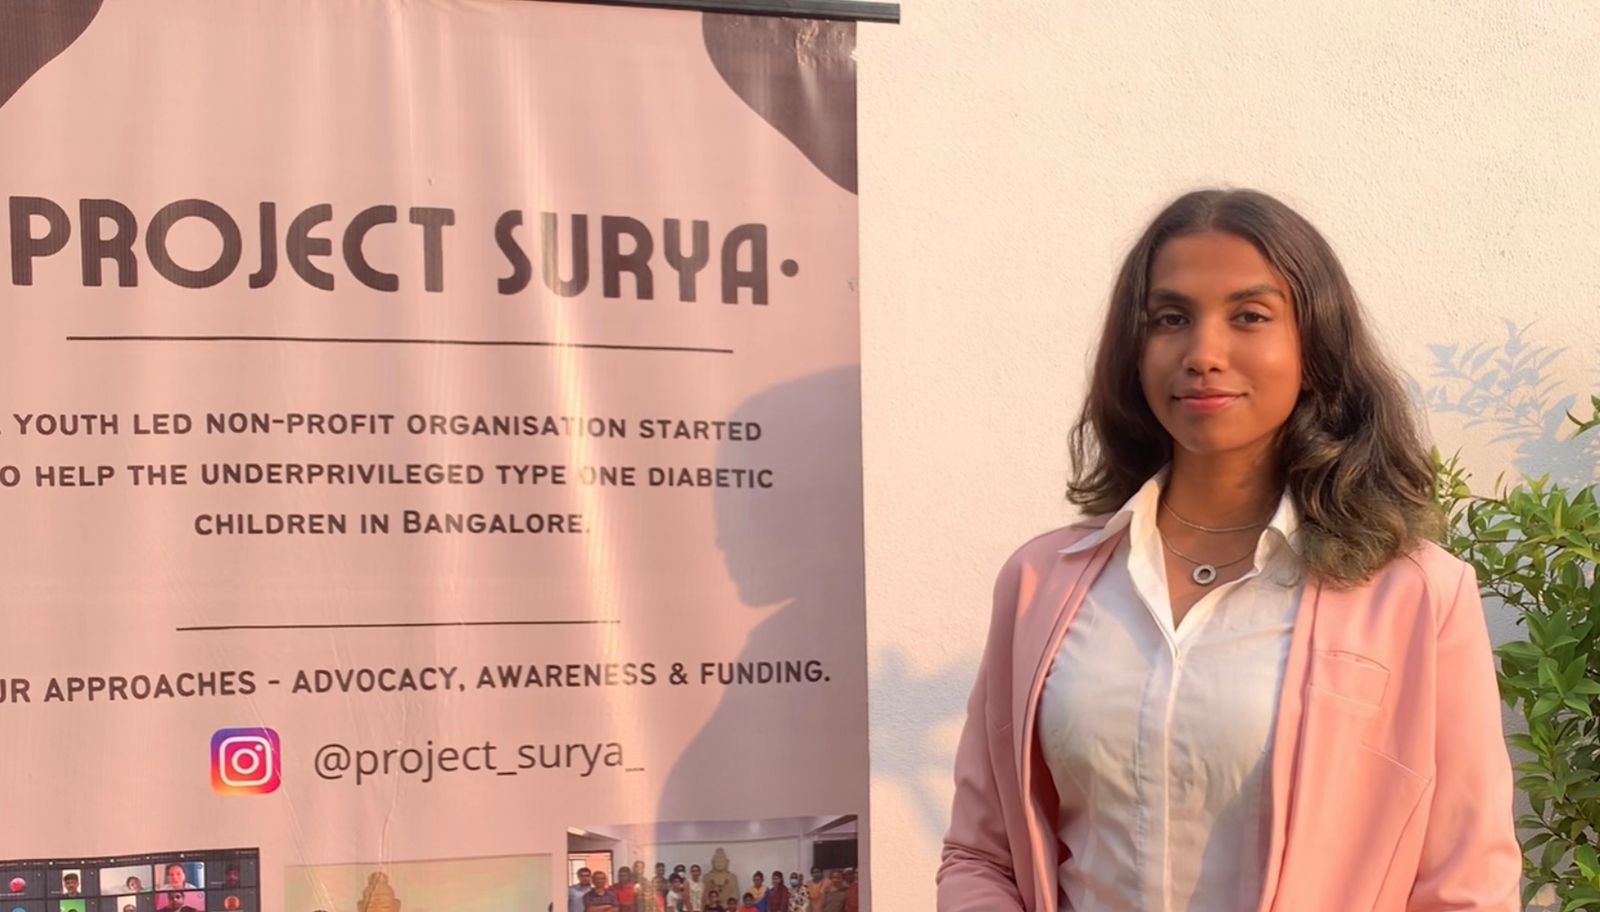 PROJECT SURYA•
YOUTH LED NON-PROFIT ORGANISATION STARTED
O HELP THE UNDERPRIVILEGED TYPE ONE DIABETIC
CHILDREN IN BANGALORE.
UR APPROACHES - ADVOCACY, AWARENESS & FUNDING.
@project_surya_